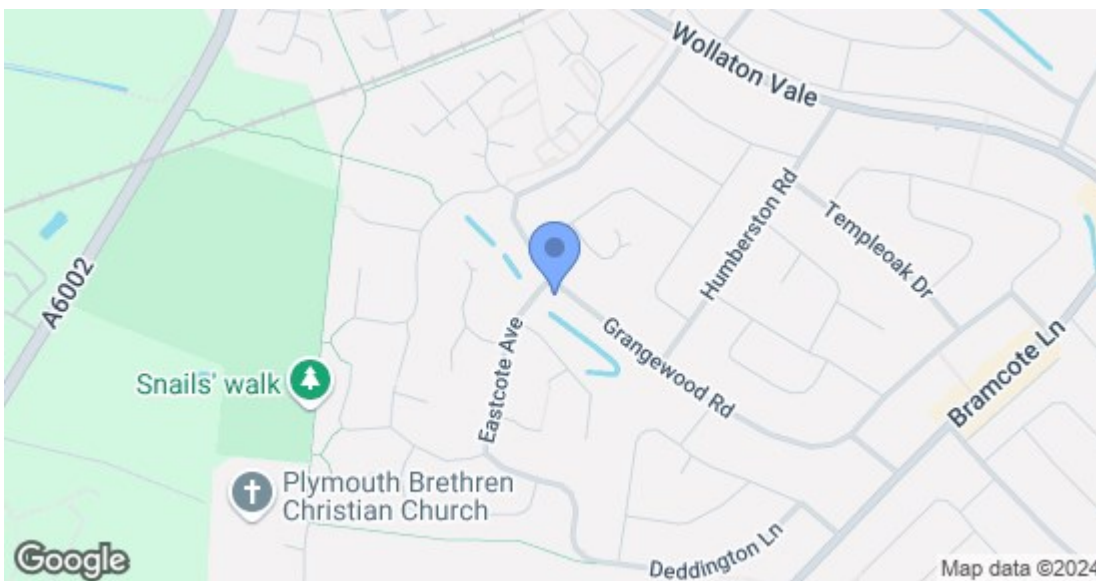 Wollaton Vale
Humberston Rd
Templeoak Dr
A6002
Grangewood Rd
Bramcote Ln
Snails' walk
Eastcote Ave
Plymouth Brethren
Christian Church
Deddington Ln
Google
Map data ©2024